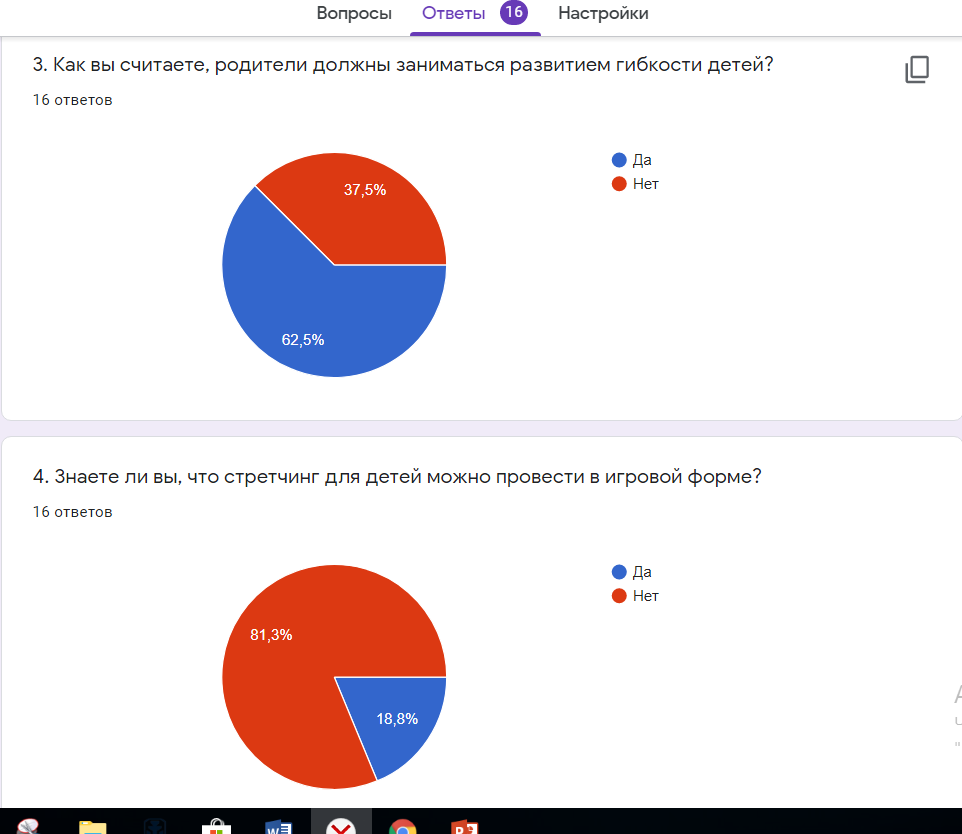 Вопросы Ответы 16 Настройки
3. Как вы считаете, родители должны заниматься развитием гибкости детей?
16 ответов
Да
Нет
37,5%
62,5%
4. Знаете ли вы, что стретчинг для детей можно провести в игровой форме?
16 ответов
Да
Нет
81,3%
18,8%